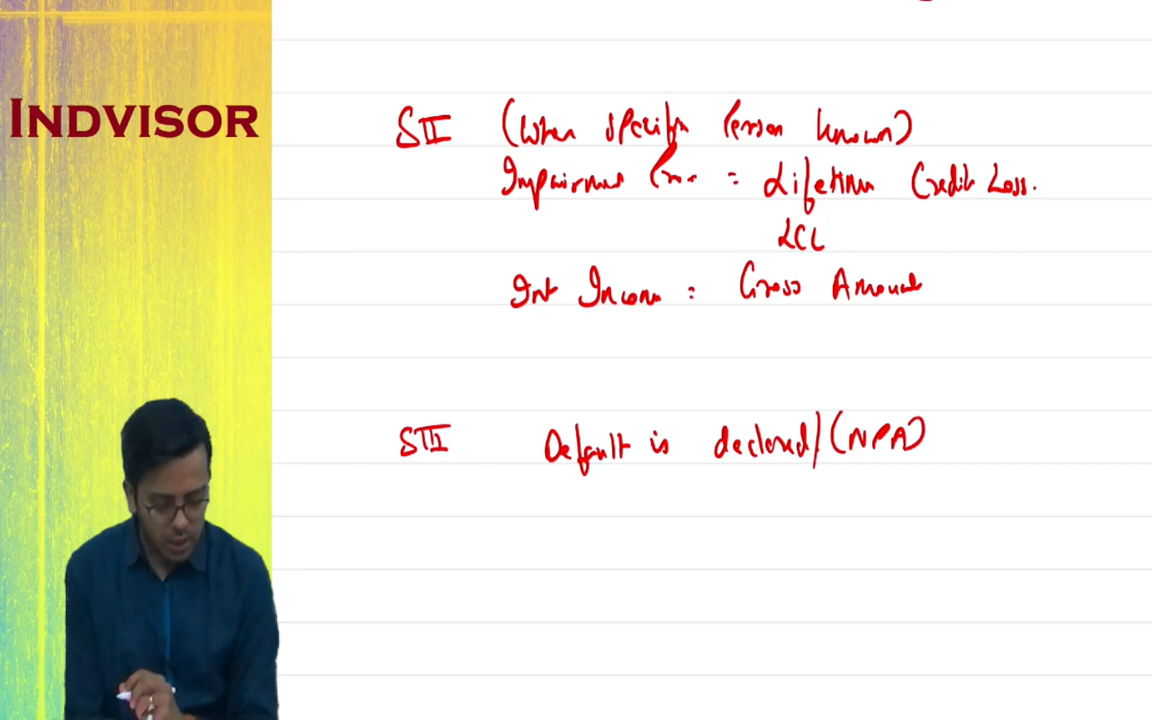 INDVISOR
SII (When specific person known)
Impairment Loss = Lifetime Credit Loss.
LCL
Int Income = Gross Amount
SIII Default is declared/(NPA)